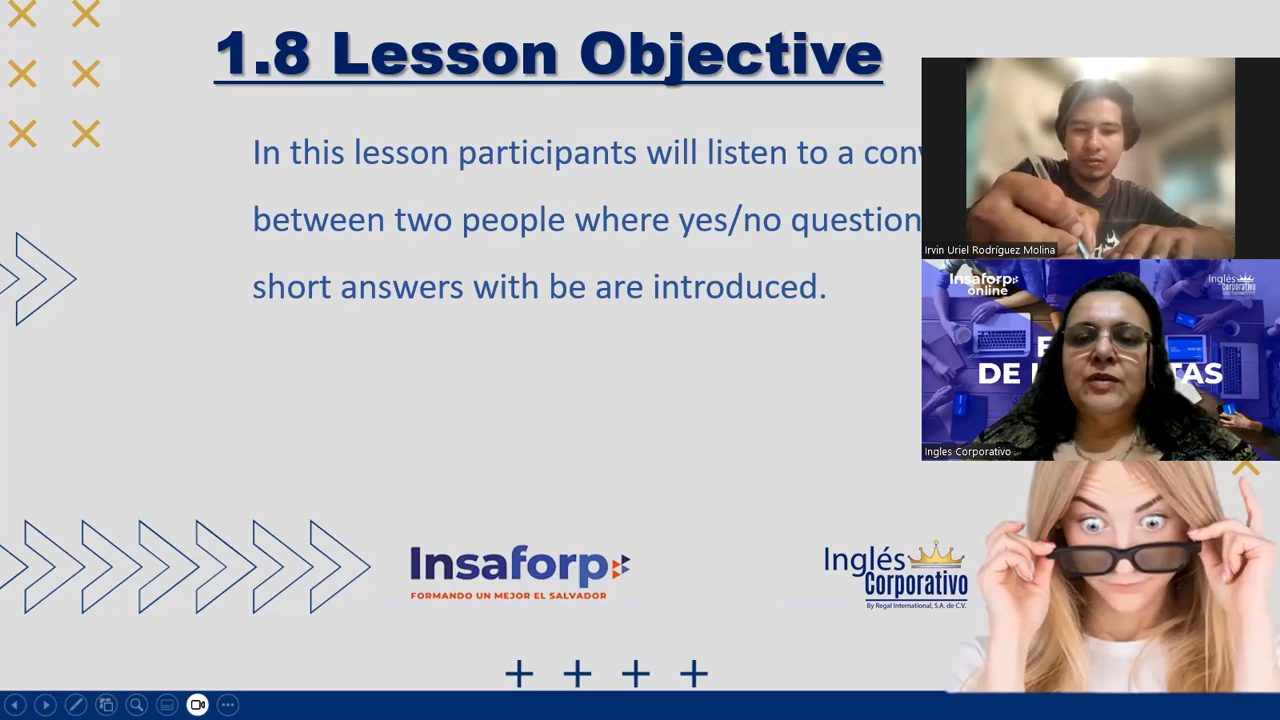 1.8 Lesson Objective
In this lesson participants will listen to a
between two people where yes/no question
short answers with be are introduced.
Irvin Uriel Rodríguez Molina
Insaforp
online
Inglés
Corporativo
DE
TAS
Ingles Corporativo
Insaforp
FORMANDO UN MEJOR EL SALVADOR
Inglés
Corporativo
By Regal International, S.A. de C.V.